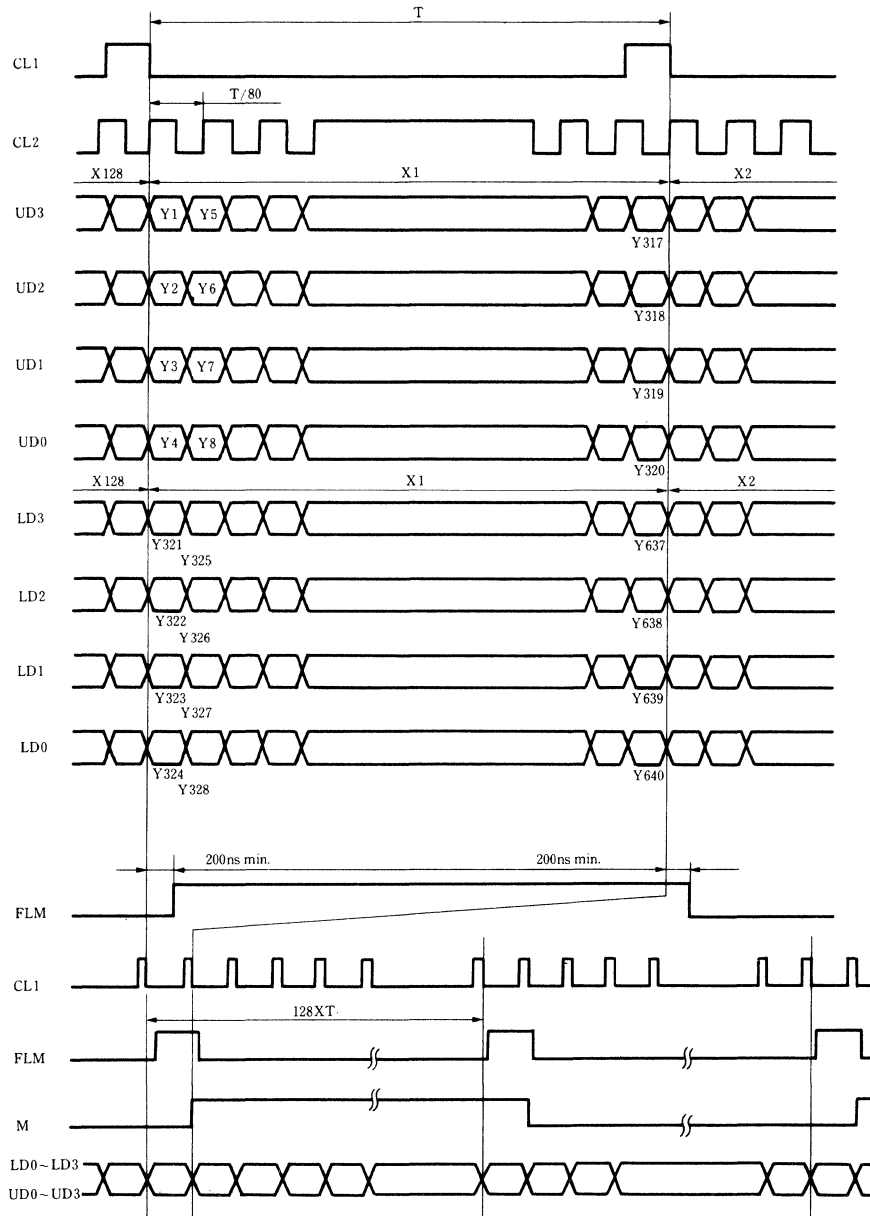 T
CL1
T/80
CL2
X128 X1 X2
UD3 Y1 Y5
Y317
UD2 Y2 Y6
Y318
UD1 Y3 Y7
Y319
UD0 Y4 Y8
Y320
X128 X1 X2
LD3
Y321 Y637
Y325
LD2
Y322 Y638
Y326
LD1
Y323 Y639
Y327
LD0
Y324 Y640
Y328
200ns min. 200ns min.
FLM
CL1
128XT
FLM
M
LD0~LD3
UD0~UD3